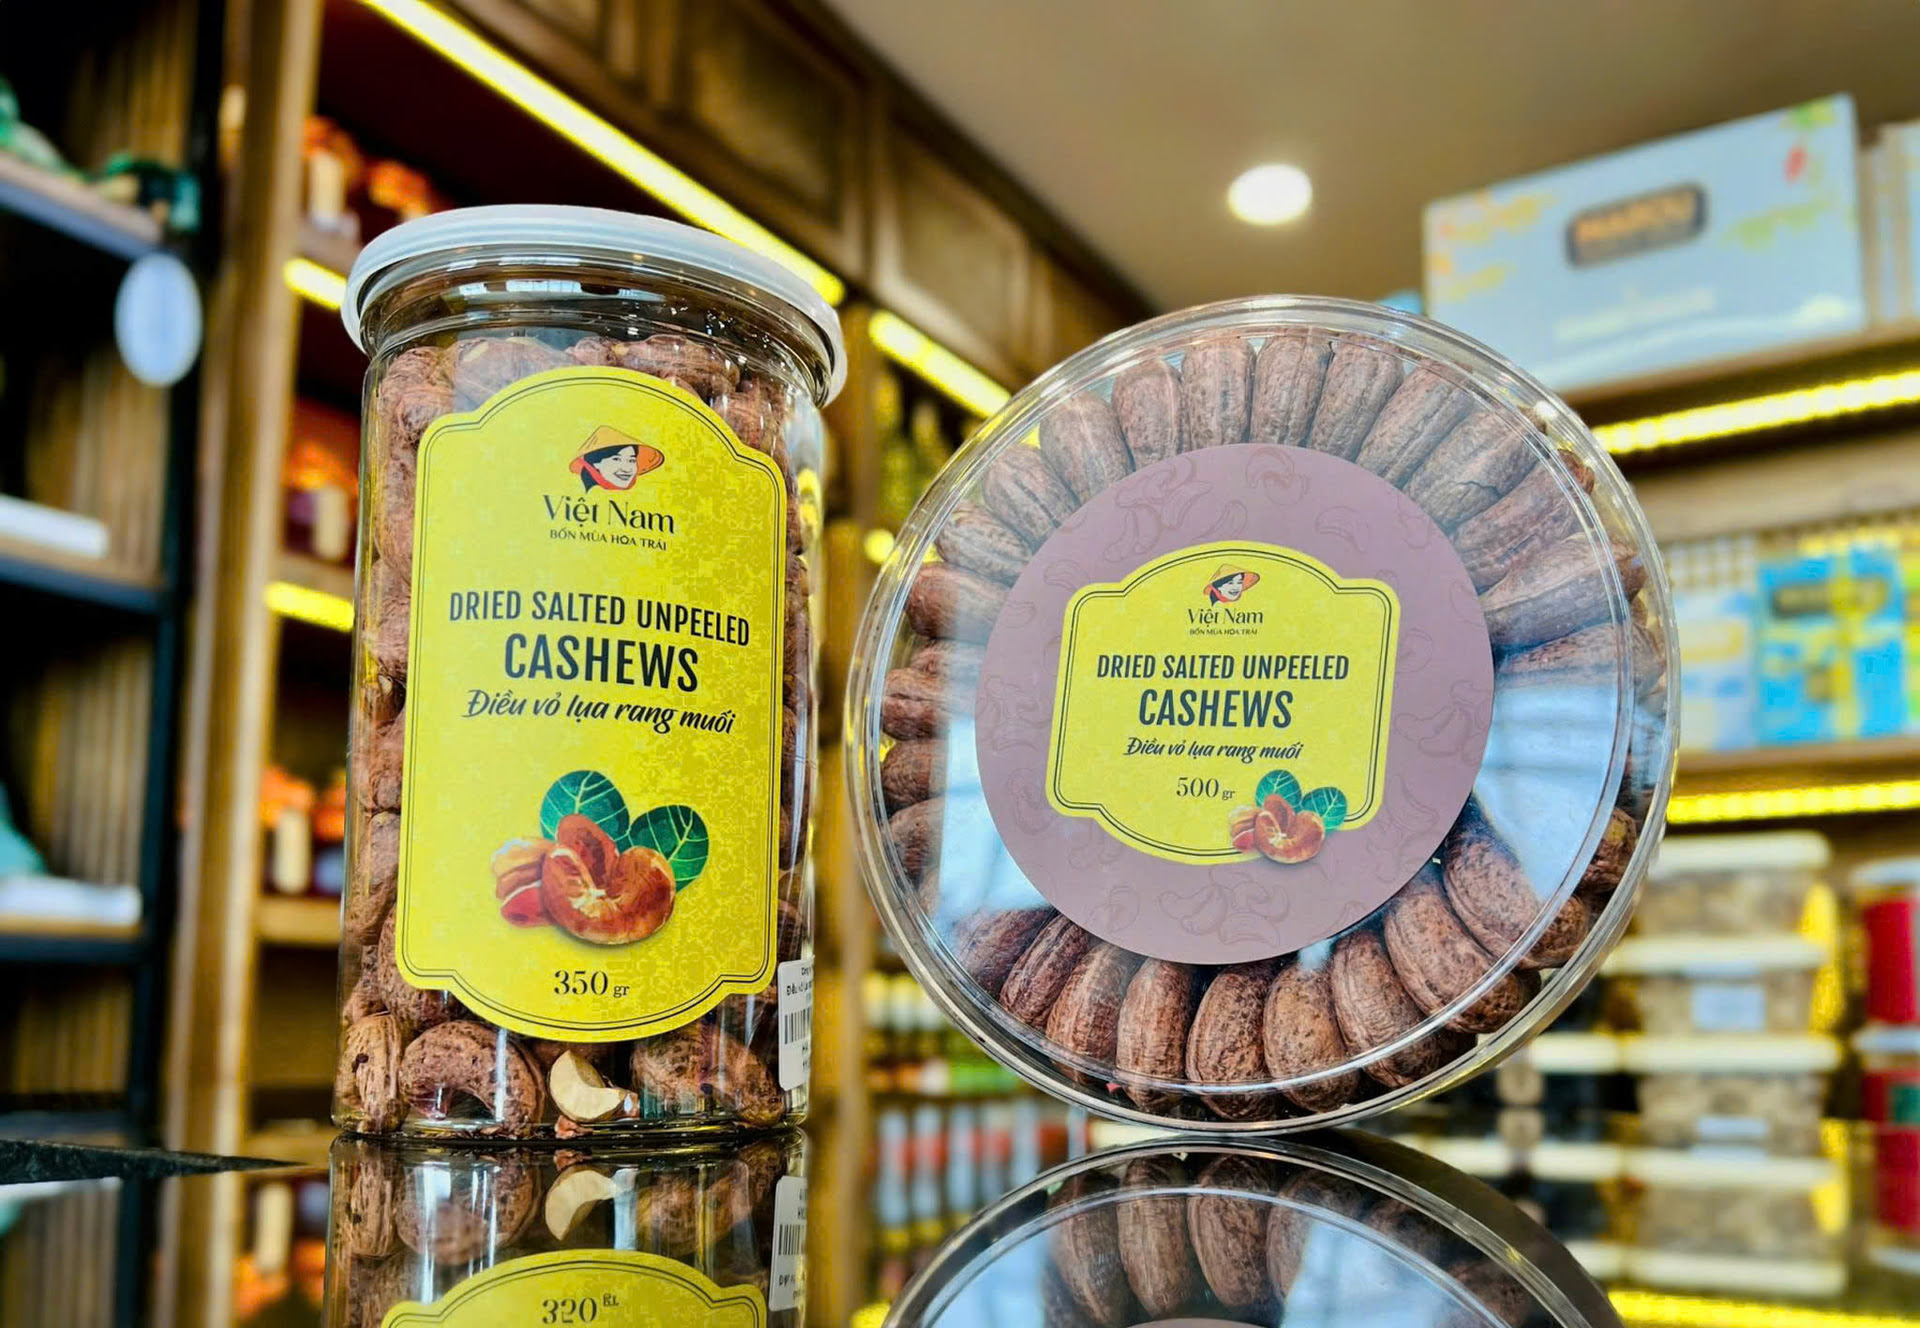 Việt Nam
BỐN MÙA HOA TRÁI
DRIED SALTED UNPEELED
CASHEWS
Điều vỏ lụa rang muối
350 gr
Việt Nam
BỐN MÙA HOA TRÁI
DRIED SALTED UNPEELED
CASHEWS
Điều vỏ lụa rang muối
500 gr
MAROU